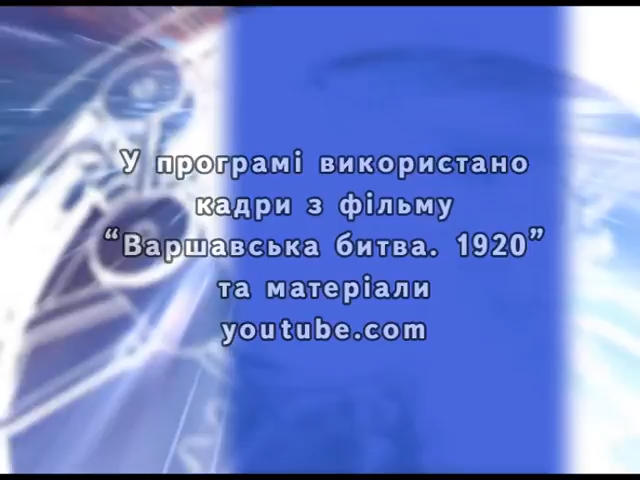 У програмі використано
кадри з фільму
“Варшавська битва. 1920”
та матеріали
youtube.com